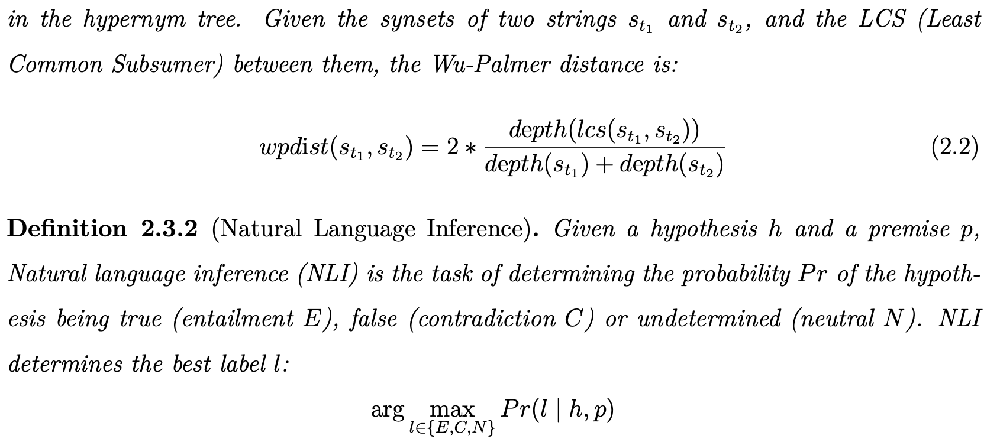 in the hypernym tree. Given the synsets of two strings s_{t_1} and s_{t_2}, and the LCS (Least
Common Subsumer) between them, the Wu-Palmer distance is:
wpdist(s_{t_1}, s_{t_2}) = 2 * \frac{depth(lcs(s_{t_1}, s_{t_2}))}{depth(s_{t_1}) + depth(s_{t_2})} (2.2)
Definition 2.3.2 (Natural Language Inference). Given a hypothesis h and a premise p,
Natural language inference (NLI) is the task of determining the probability Pr of the hypoth-
esis being true (entailment E), false (contradiction C) or undetermined (neutral N). NLI
determines the best label l:
arg max_{l∈{E,C,N}} Pr(l | h, p)